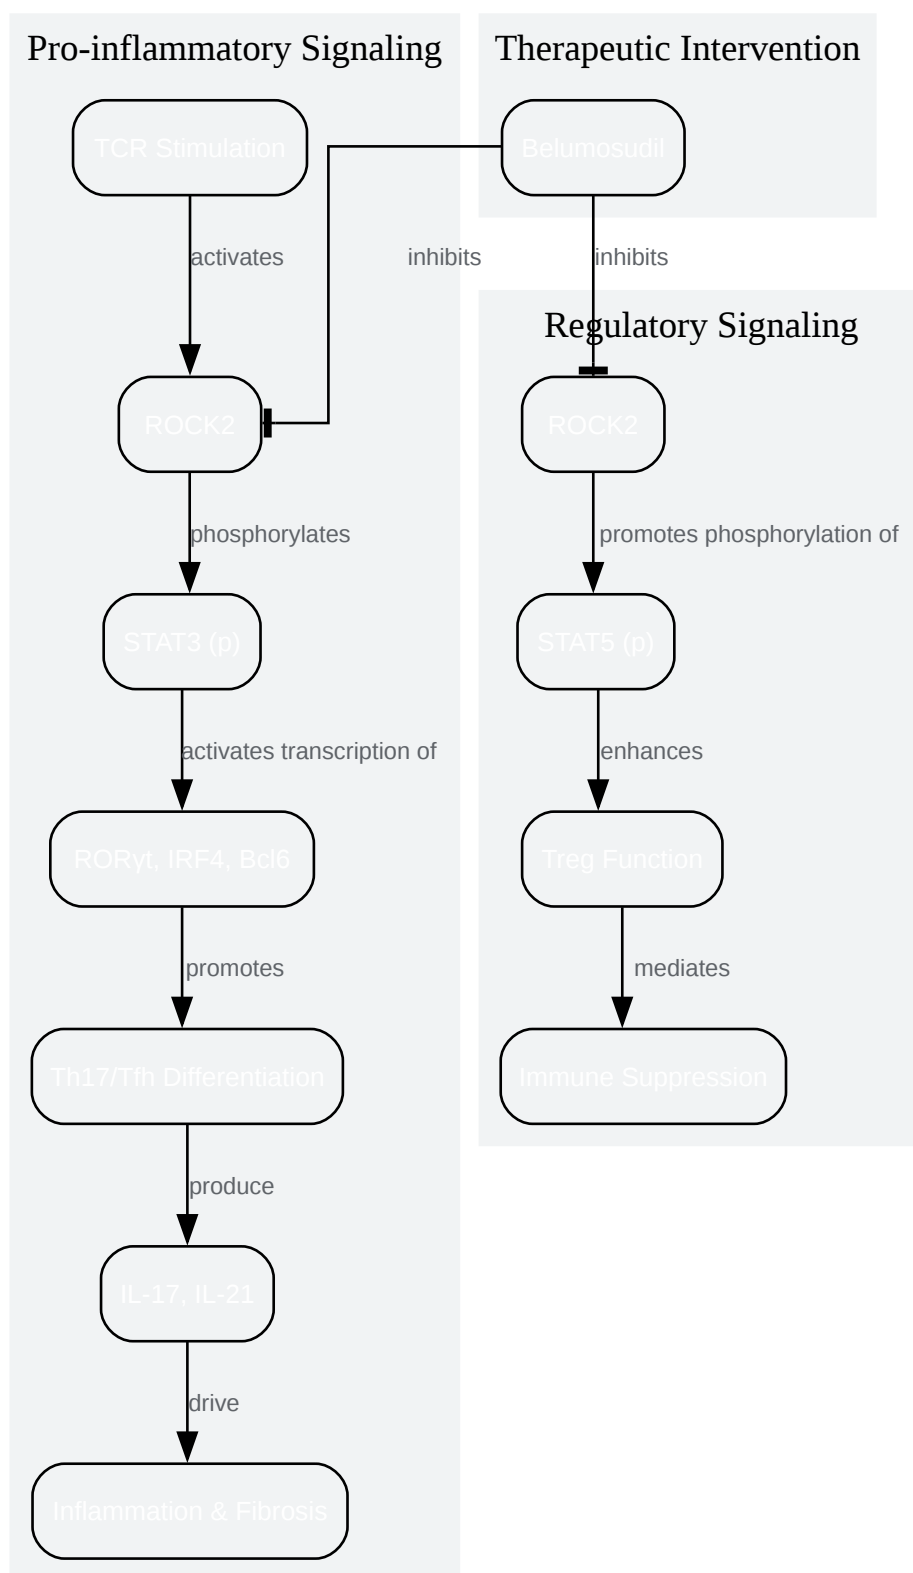 Pro-inflammatory Signaling
TCR Stimulation
activates
ROCK2
phosphorylates
STAT3 (p)
activates transcription of
RORγt, IRF4, Bcl6
promotes
Th17/Tfh Differentiation
produce
IL-17, IL-21
drive
Inflammation & Fibrosis
Therapeutic Intervention
Belumosudil
inhibits
inhibits
Regulatory Signaling
ROCK2
promotes phosphorylation of
STAT5 (p)
enhances
Treg Function
mediates
Immune Suppression